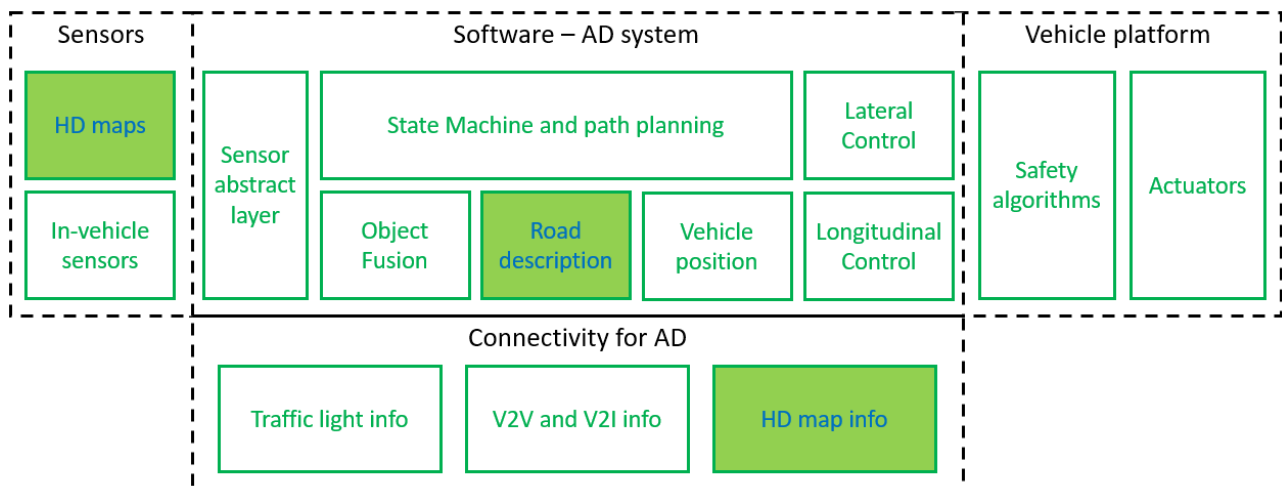 Sensors
Software – AD system
Vehicle platform
HD maps
In-vehicle
sensors
Sensor
abstract
layer
State Machine and path planning
Lateral
Control
Object
Fusion
Road
description
Vehicle
position
Longitudinal
Control
Safety
algorithms
Actuators
Connectivity for AD
Traffic light info
V2V and V2I info
HD map info